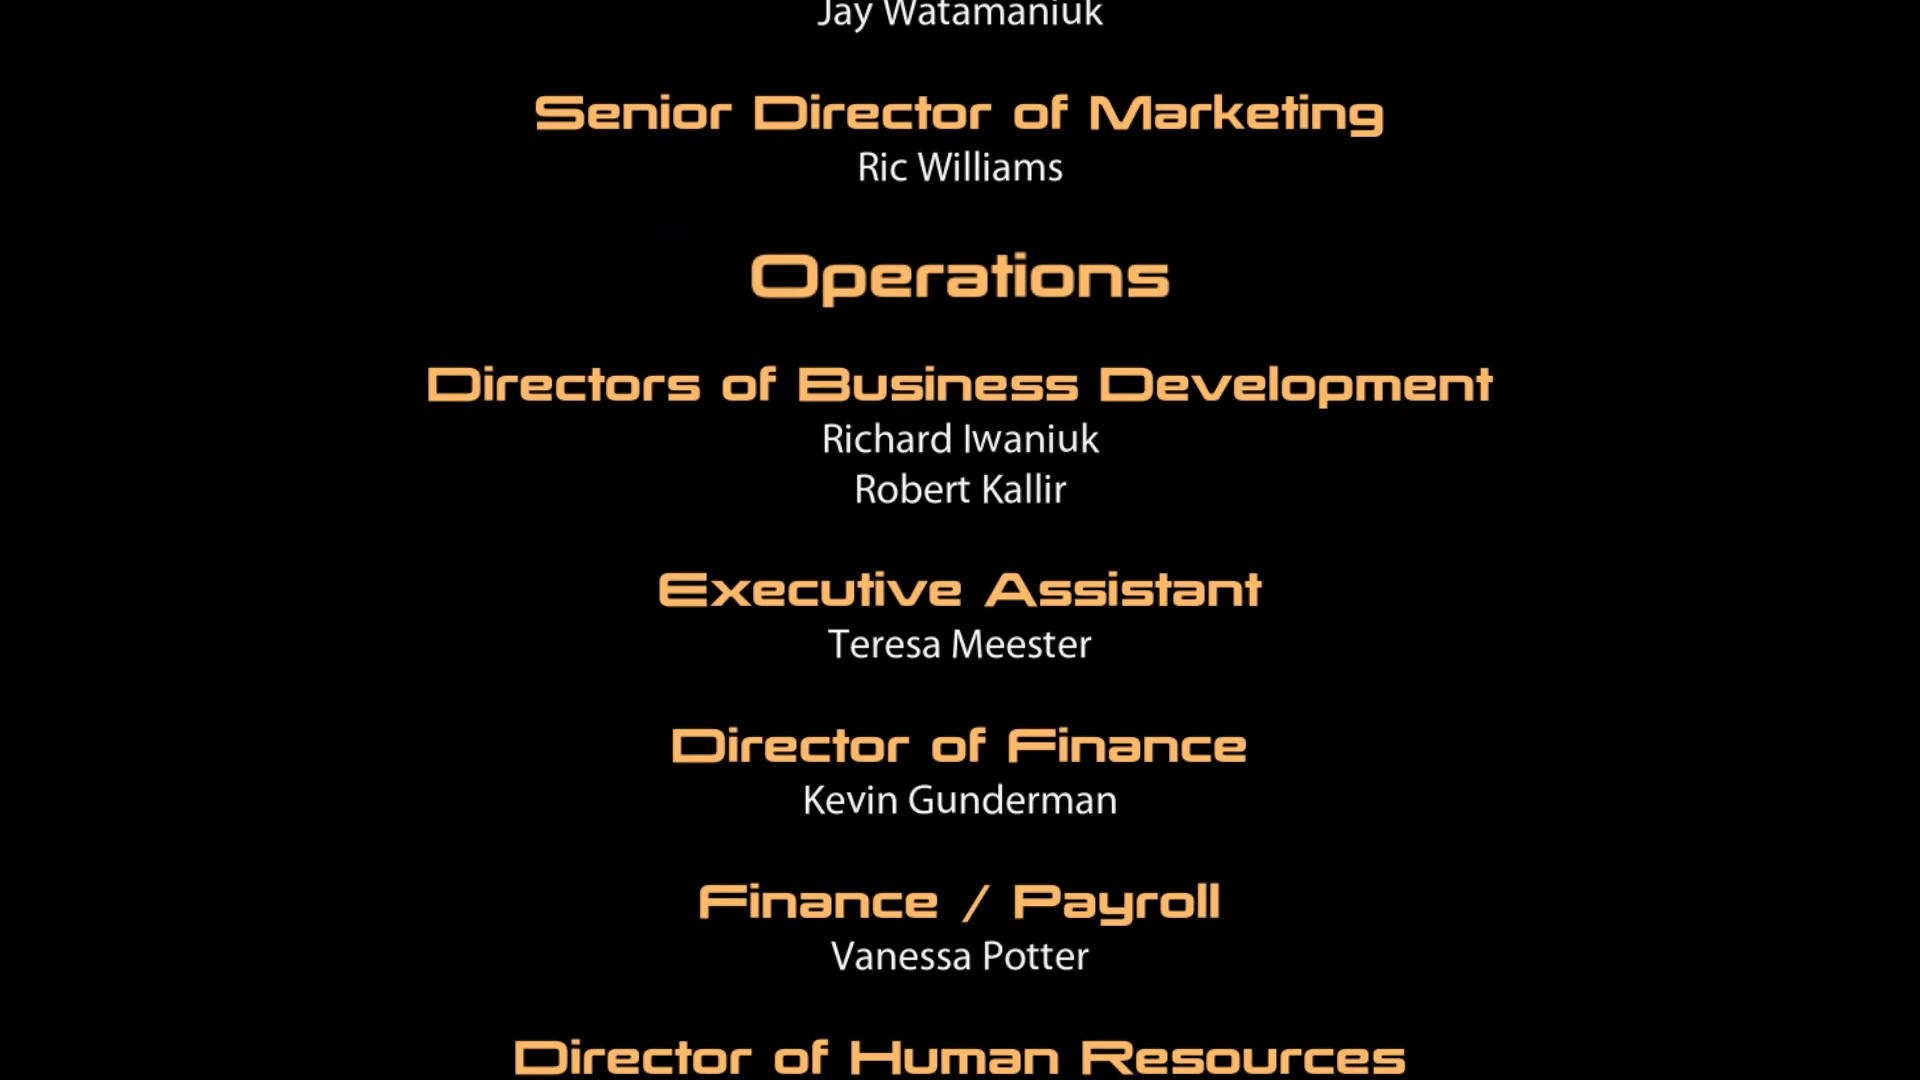 Jay Watamaniuk
Senior Director of Marketing
Ric Williams
Operations
Directors of Business Development
Richard Iwaniuk
Robert Kallir
Executive Assistant
Teresa Meester
Director of Finance
Kevin Gunderman
Finance / Payroll
Vanessa Potter
Director of Human Resources